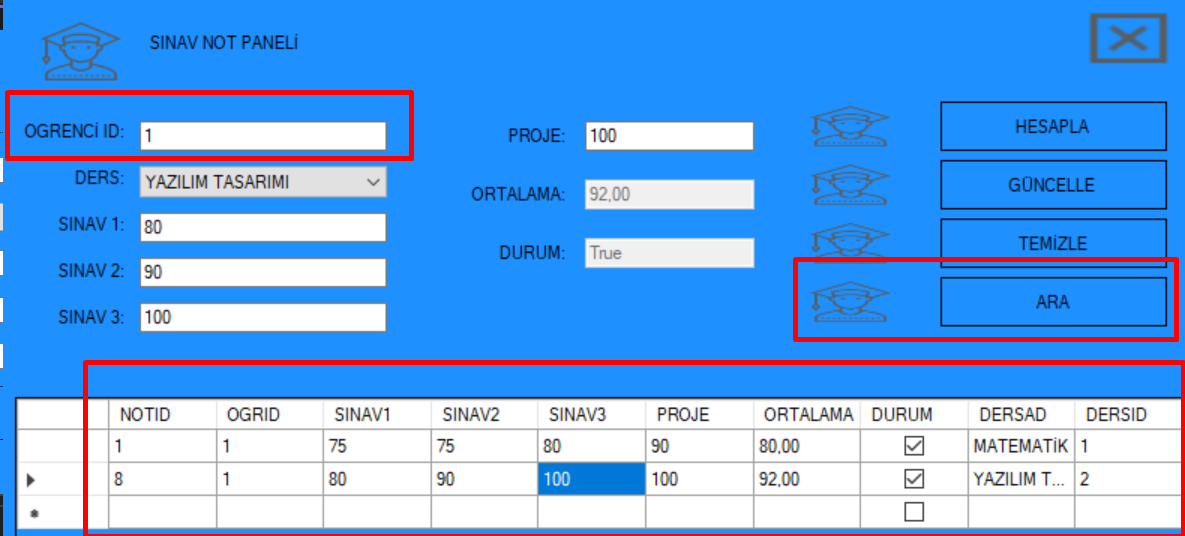 SINAV NOT PANELİ
OGRENCİ ID: 1
DERS: YAZILIM TASARIMI
SINAV 1: 80
SINAV 2: 90
SINAV 3: 100
PROJE: 100
ORTALAMA: 92,00
DURUM: True
HESAPLA
GÜNCELLE
TEMİZLE
ARA
NOTID OGRID SINAV1 SINAV2 SINAV3 PROJE ORTALAMA DURUM DERSAD DERSID
1 1 75 75 80 90 80,00 MATEMATİK 1
8 1 80 90 100 100 92,00 YAZILIM T... 2